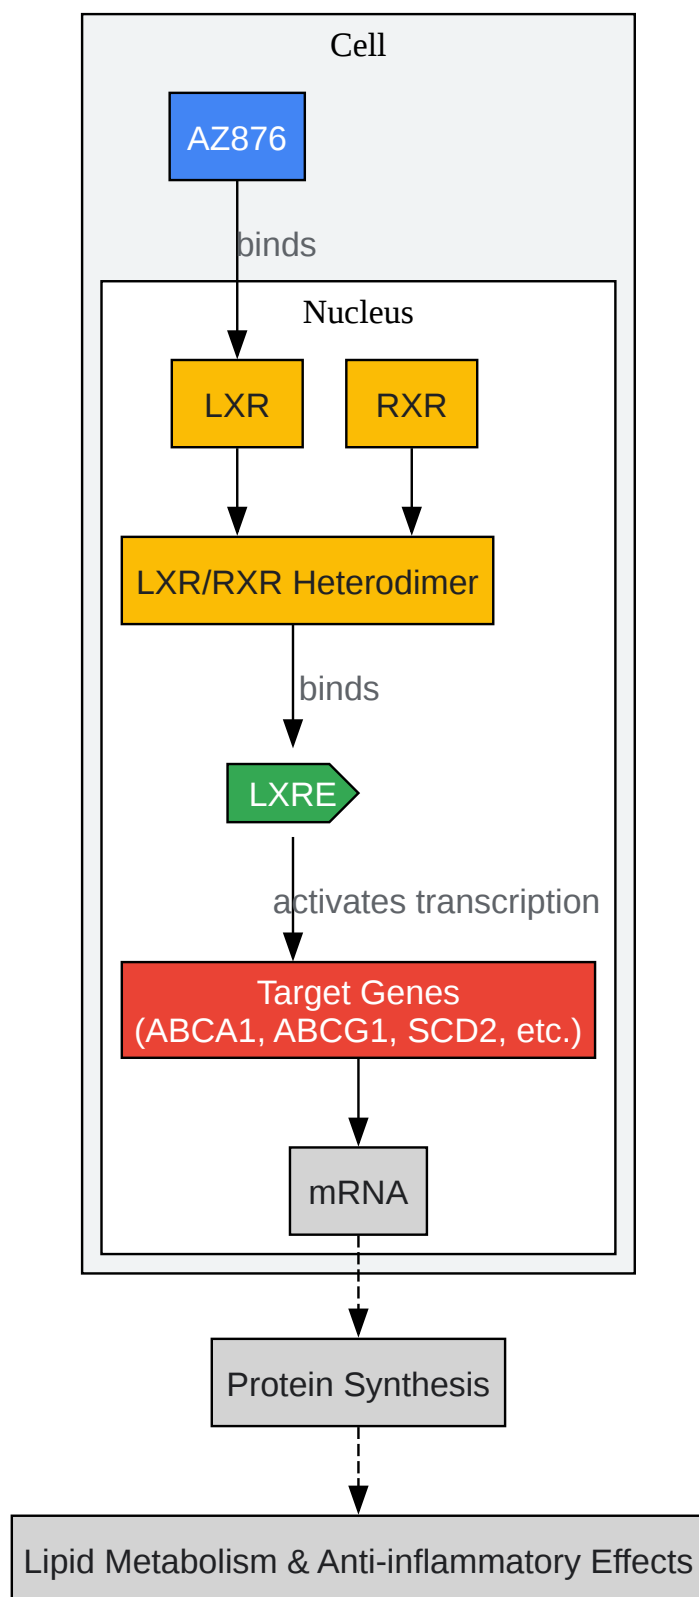 Cell
AZ876
binds
Nucleus
LXR
RXR
LXR/RXR Heterodimer
binds
LXRE
activates transcription
Target Genes
(ABCA1, ABCG1, SCD2, etc.)
mRNA
Protein Synthesis
Lipid Metabolism & Anti-inflammatory Effects